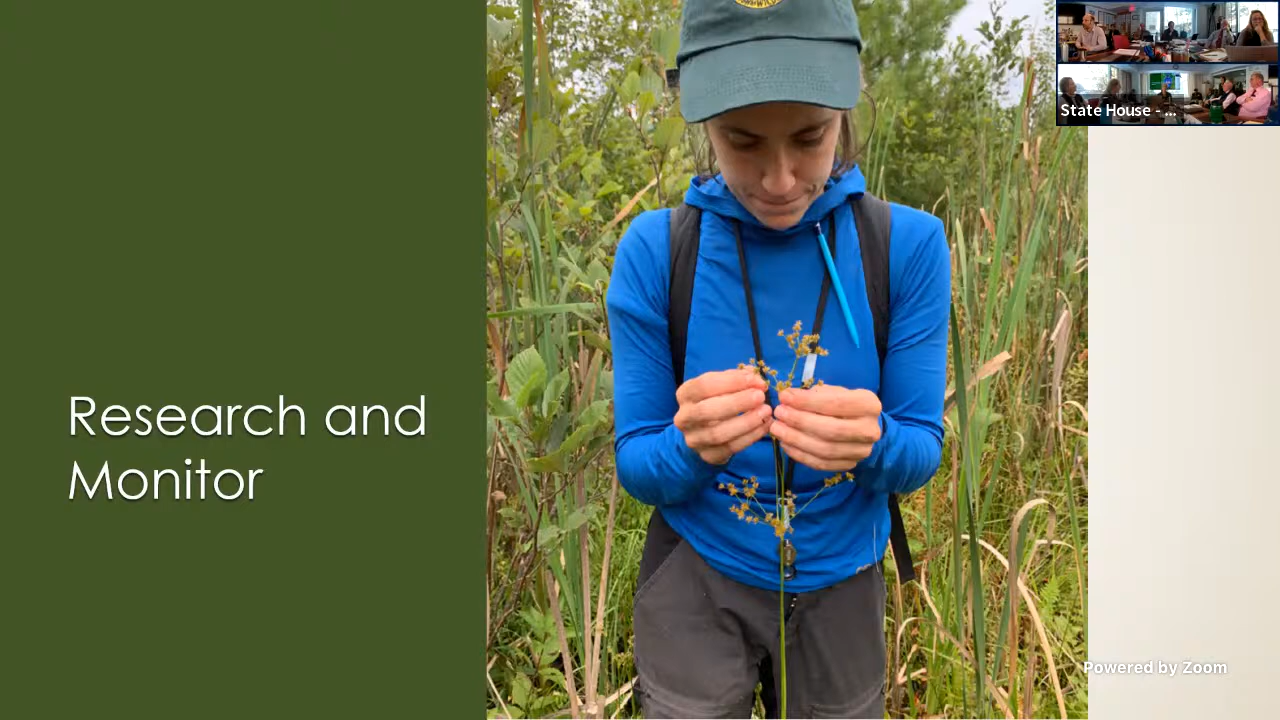 State House - ...
Research and
Monitor
Powered by Zoom